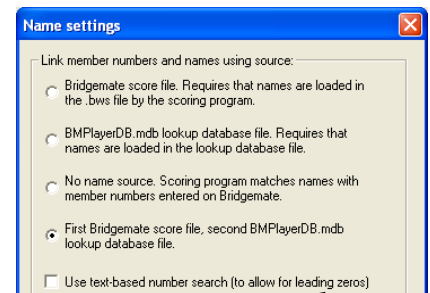 Name settings
Link member numbers and names using source:
Bridgemate score file. Requires that names are loaded in
the .bws file by the scoring program.
BMPlayerDB.mdb lookup database file. Requires that
names are loaded in the lookup database file.
No name source. Scoring program matches names with
member numbers entered on Bridgemate.
First Bridgemate score file, second BMPlayerDB.mdb
lookup database file.
Use text-based number search (to allow for leading zeros)